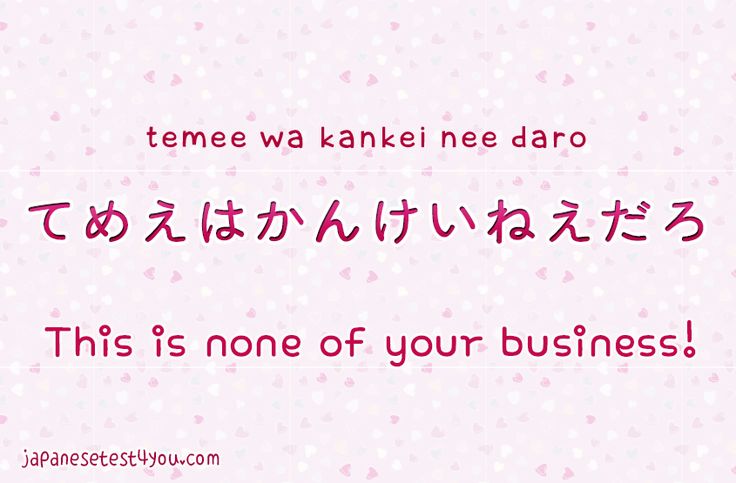 temee wa kankei nee daro
てめえはかんけいねえだろ
This is none of your business!
japanesetest4you.com